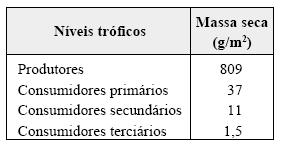 Níveis tróficos
Massa seca
(g/m²)
Produtores 809
Consumidores primários 37
Consumidores secundários 11
Consumidores terciários 1,5